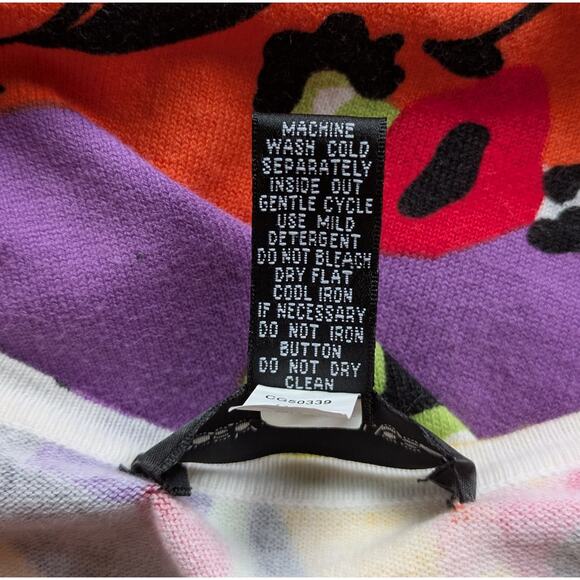 MACHINE
WASH COLD
SEPARATELY
INSIDE OUT
GENTLE CYCLE
USE MILD
DETERGENT
DO NOT BLEACH
DRY FLAT
COOL IRON
IF NECESSARY
DO NOT IRON
BUTTON
DO NOT DRY
CLEAN
CG50339